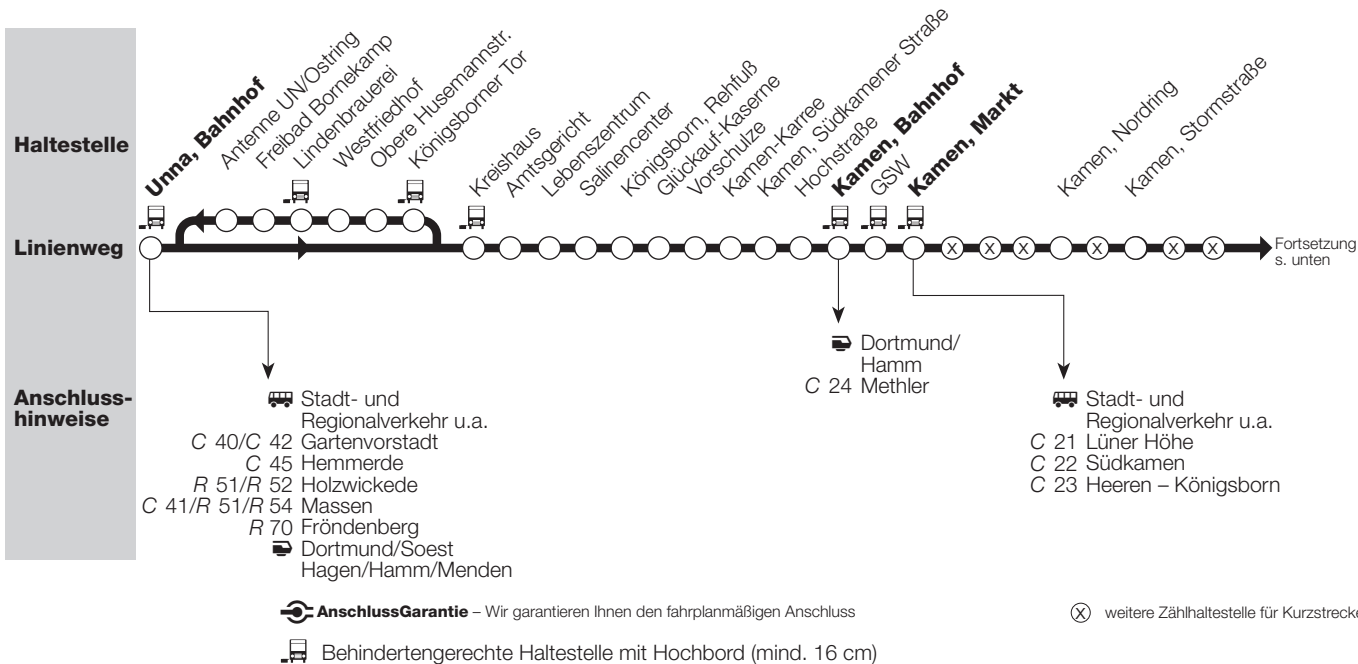 Haltestelle
Unna, Bahnhof
Antenne UN/Ostring
Freibad Bornekamp
Lindenbrauerei
Westfriedhof
Obere Husemannstr.
Königsborner Tor
Kreishaus
Amtsgericht
Lebenszentrum
Salinencenter
Königsborn, Rehfuß
Glückauf-Kaserne
Vorschulze
Kamen-Karree
Kamen, Südkamener Straße
Hochstraße
Kamen, Bahnhof
GSW
Kamen, Markt
Kamen, Nordring
Kamen, Stormstraße
Linienweg
X X X X X X
Fortsetzung
s. unten
Anschluss-
hinweise
Stadt- und
Regionalverkehr u.a.
C 40/C 42 Gartenvorstadt
C 45 Hemmerde
R 51/R 52 Holzwickede
C 41/R 51/R 54 Massen
R 70 Fröndenberg
Dortmund/Soest
Hagen/Hamm/Menden
Dortmund/
Hamm
C 24 Methler
Stadt- und
Regionalverkehr u.a.
C 21 Lüner Höhe
C 22 Südkamen
C 23 Heeren – Königsborn
AnschlussGarantie – Wir garantieren Ihnen den fahrplanmäßigen Anschluss
X weitere Zählhaltestelle für Kurzstrecke
Behindertengerechte Haltestelle mit Hochbord (mind. 16 cm)